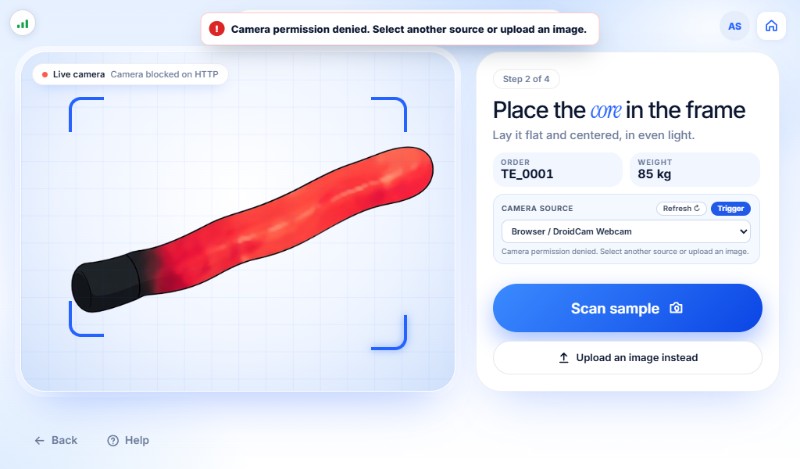 ! Camera permission denied. Select another source or upload an image.
AS
Live camera Camera blocked on HTTP
Step 2 of 4
Place the core in the frame
Lay it flat and centered, in even light.
ORDER
TE_0001
WEIGHT
85 kg
CAMERA SOURCE
Refresh
Trigger
Browser / DroidCam Webcam
Camera permission denied. Select another source or upload an image.
Scan sample
Upload an image instead
Back
Help